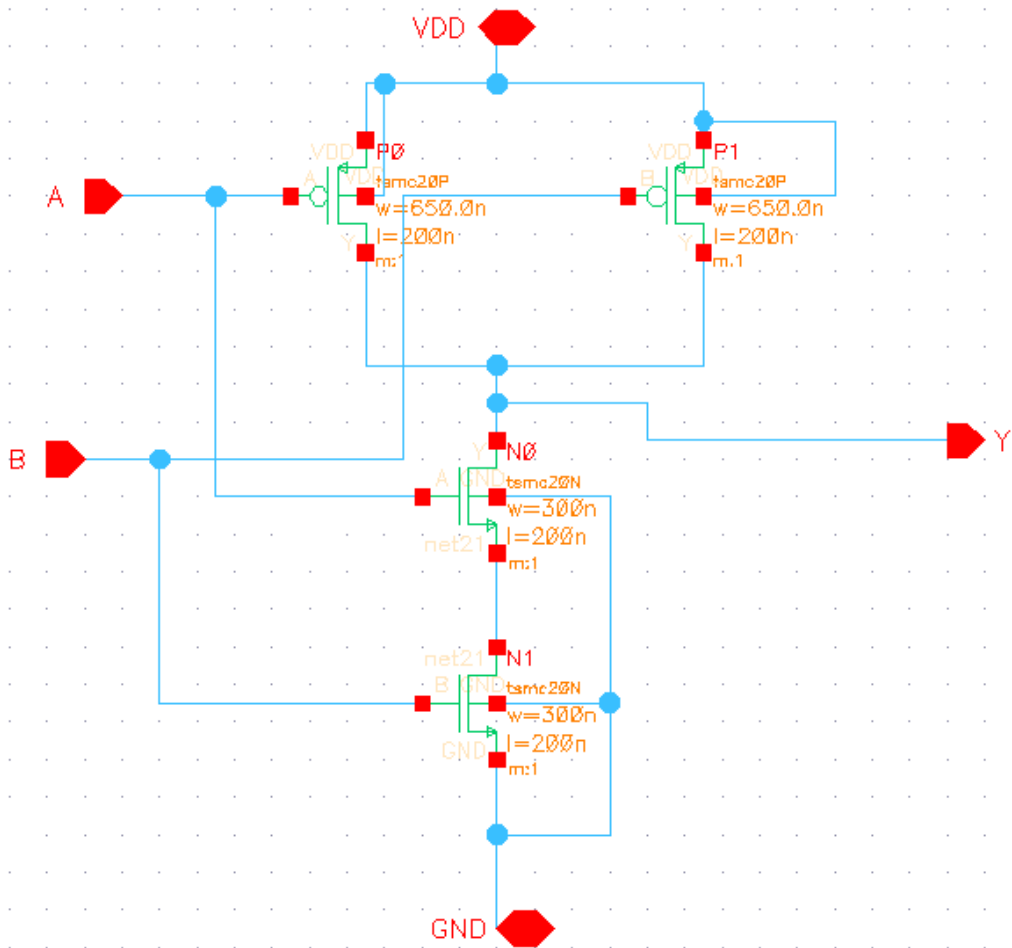 VDD
VDD
P0
VDD
P1
A
A
VDD
tsmc20P
B
VDD
tsmc20P
w=650.0n
w=650.0n
Y
l=200n
Y
l=200n
m:1
m:1
B
Y
N0
Y
A
GND
tsmc20N
w=300n
l=200n
net21
m:1
net21
N1
B
GND
tsmc20N
w=300n
GND
l=200n
m:1
GND